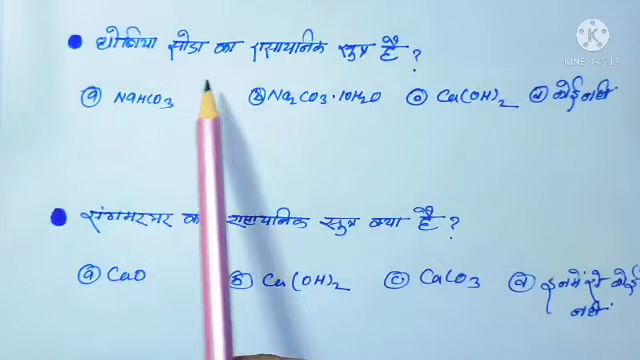 KINEMASTER
धोबिया सोडा का रासायनिक सुत्र है ?
(a) NaHCO3 (b) Na2CO3·10H2O (c) Ca(OH)2 (d) कोई नहीं
संगमरमर का रासायनिक सुत्र क्या है ?
(a) CaO (b) Ca(OH)2 (c) CaCO3 (d) इनमें से कोई
नहीं